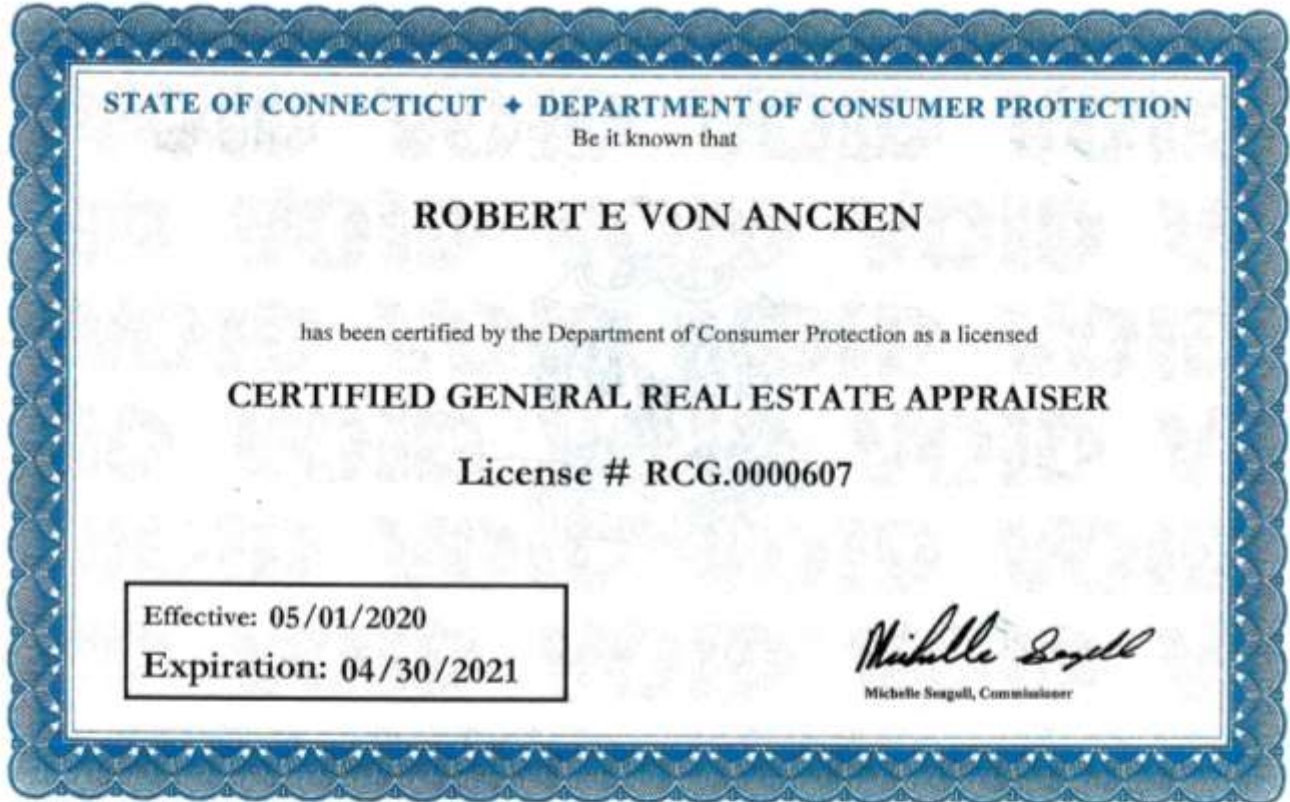 STATE OF CONNECTICUT ✦ DEPARTMENT OF CONSUMER PROTECTION
Be it known that
ROBERT E VON ANCKEN
has been certified by the Department of Consumer Protection as a licensed
CERTIFIED GENERAL REAL ESTATE APPRAISER
License # RCG.0000607
Effective: 05/01/2020
Expiration: 04/30/2021
Michelle Seagull
Michelle Seagull, Commissioner